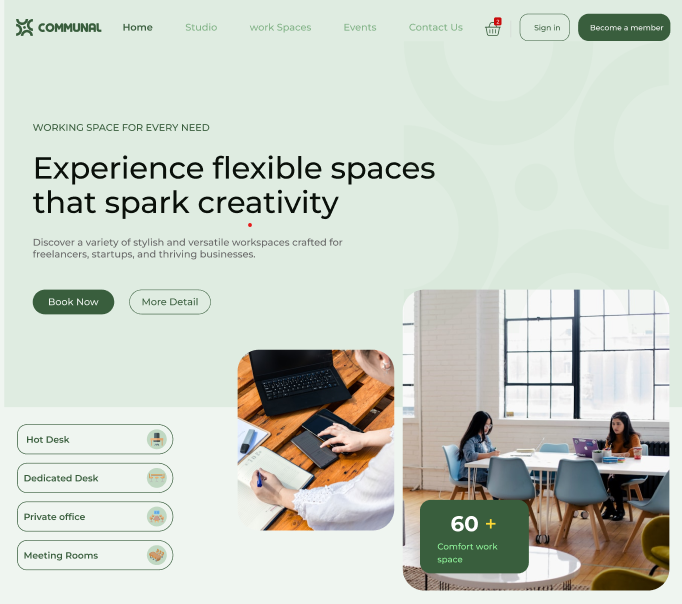 COMMUNAL
Home
Studio
work Spaces
Events
Contact Us
2
Sign in
Become a member
WORKING SPACE FOR EVERY NEED
Experience flexible spaces
that spark creativity
Discover a variety of stylish and versatile workspaces crafted for
freelancers, startups, and thriving businesses.
Book Now
More Detail
Hot Desk
Dedicated Desk
Private office
Meeting Rooms
60 +
Comfort work
space